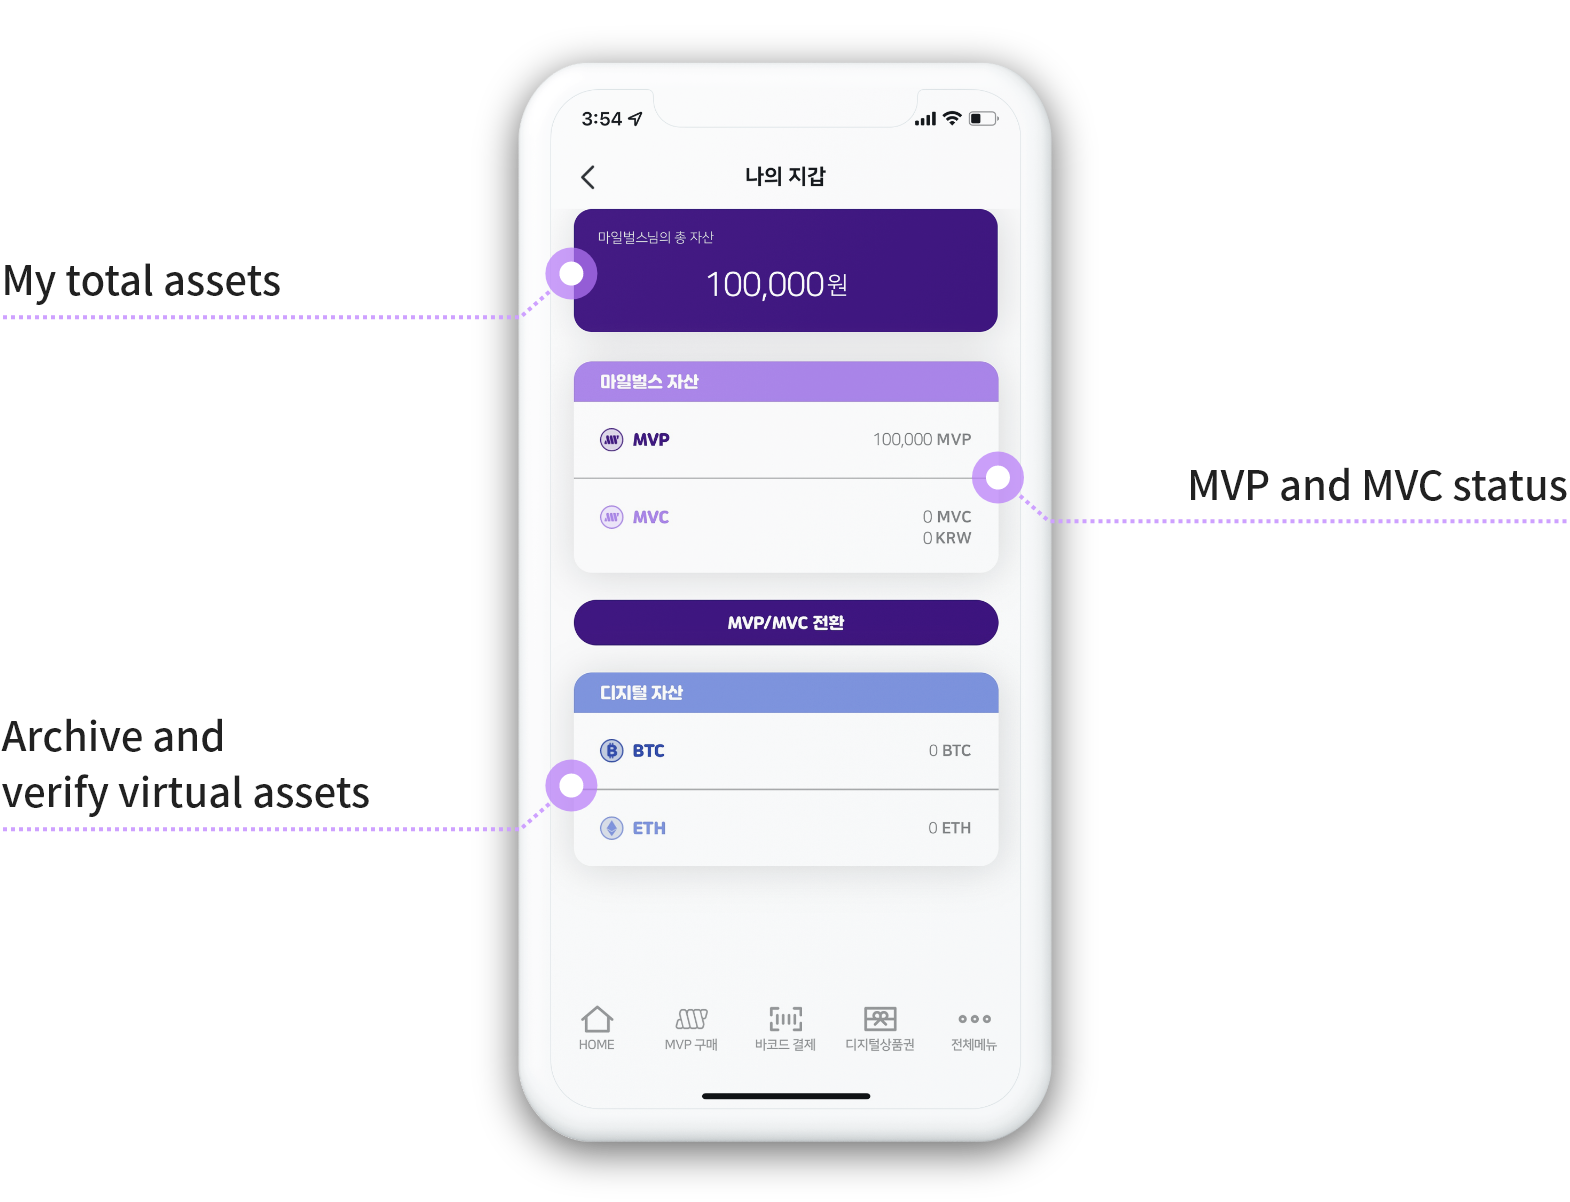 3:54
나의 지갑
마일벌스님의 총 자산
100,000원
My total assets
마일벌스 자산
MVP 100,000 MVP
MVP and MVC status
MVC 0 MVC
0 KRW
MVP/MVC 전환
디지털 자산
Archive and
verify virtual assets
BTC 0 BTC
ETH 0 ETH
HOME MVP 구매 바코드 결제 디지털상품권 전체메뉴